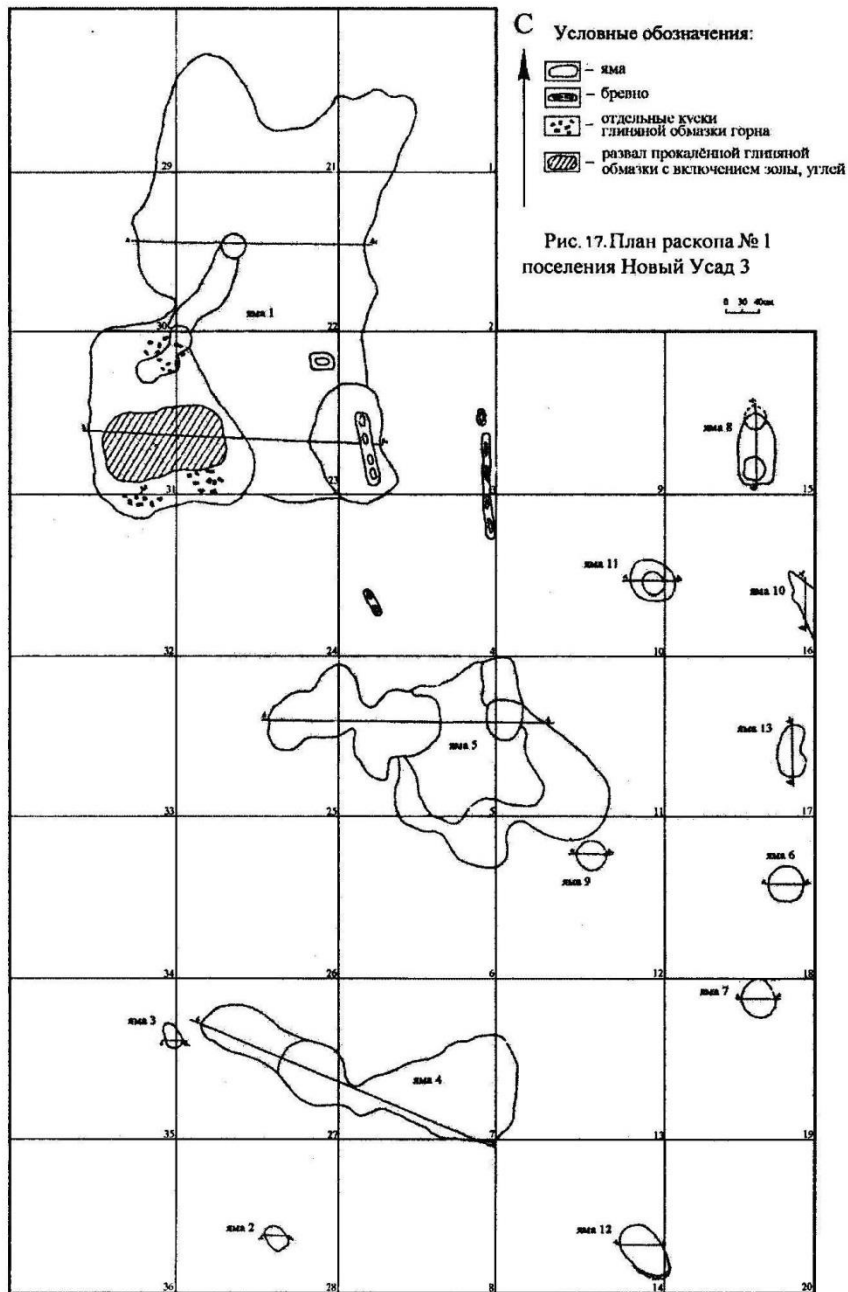 С
Условные обозначения:
– яма
– бревно
– отдельные куски
глиняной обмазки горна
– развал прокалённой глиняной
обмазки с включением золы, углей
Рис. 17. План раскопа № 1
поселения Новый Усад 3
29 21 1
яма 1
30 22 2
яма 8
31 23 9 15
яма 11
яма 10
32 24 4 10 16
яма 13
яма 5
33 25 5 11 17
яма 9
яма 6
34 26 6 12 18
яма 7
яма 3
яма 4
35 27 7 13 19
яма 2
яма 12
36 28 8 14 20